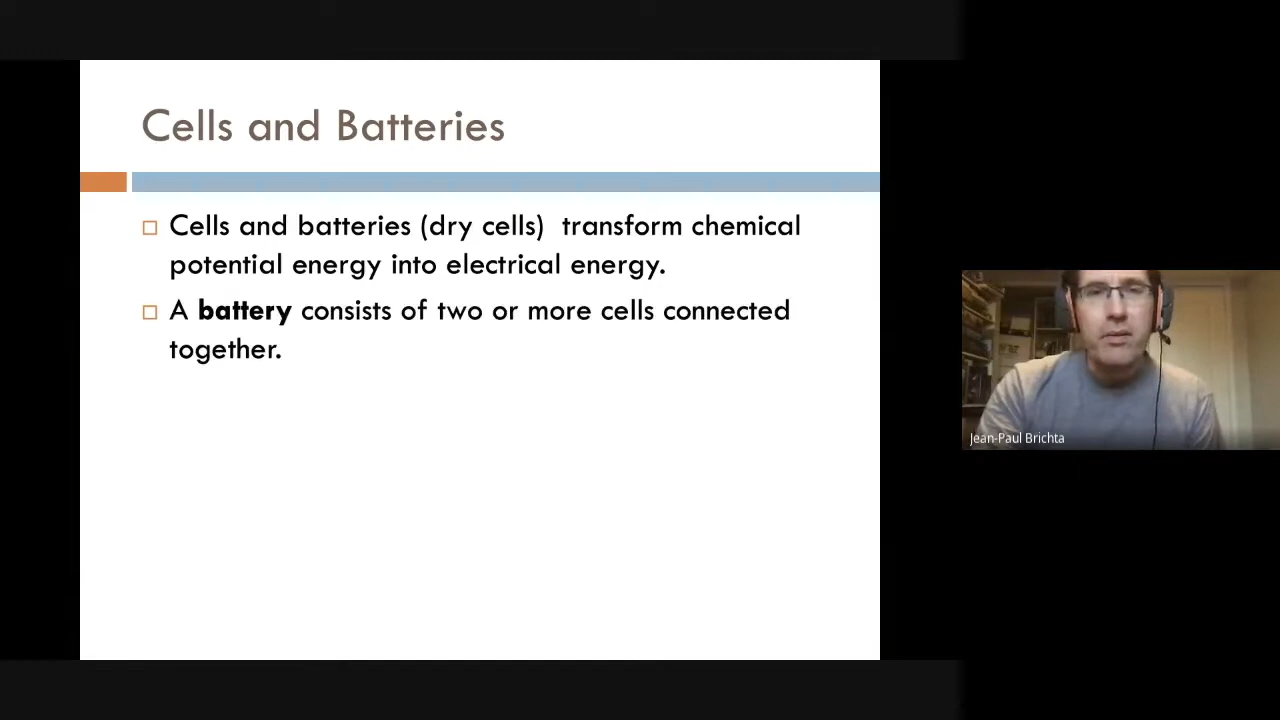 Cells and Batteries
Cells and batteries (dry cells)  transform chemical
potential energy into electrical energy.
A battery consists of two or more cells connected
together.
Jean-Paul Brichta